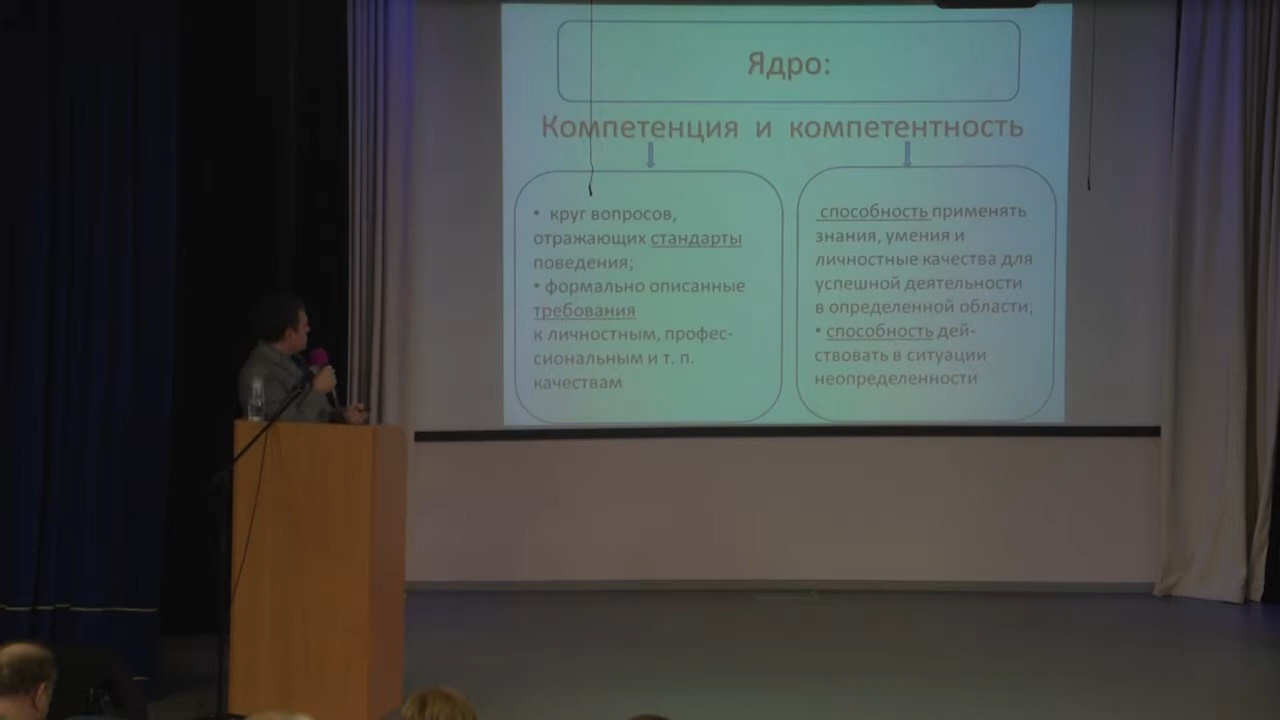 Ядро:
Компетенция и компетентность
• круг вопросов,
отражающих стандарты
поведения;
• формально описанные
требования
к личностным, профес-
сиональным и т. п.
качествам
способность применять
знания, умения и
личностные качества для
успешной деятельности
в определенной области;
• способность дей-
ствовать в ситуации
неопределенности